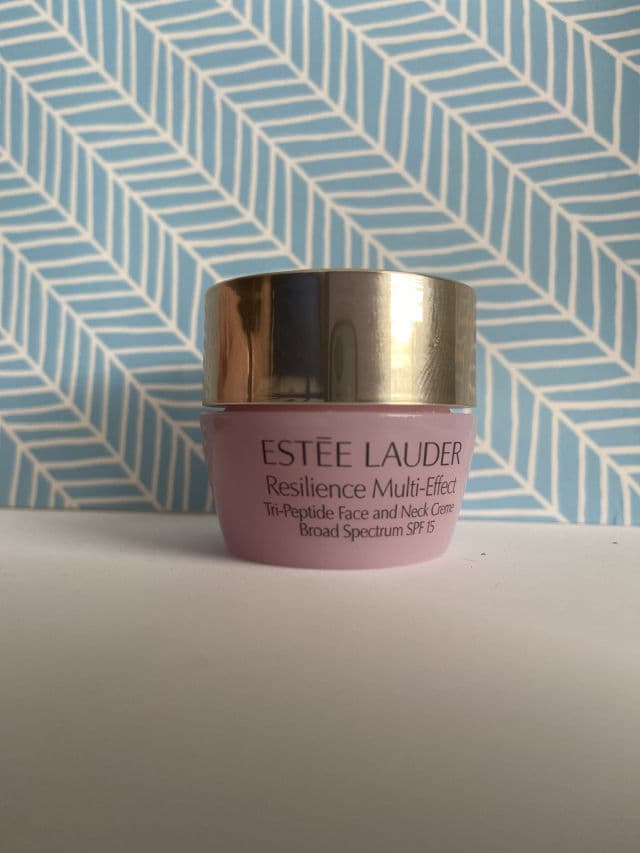 ESTĒE LAUDER
Resilience Multi-Effect
Tri-Peptide Face and Neck Creme
Broad Spectrum SPF 15